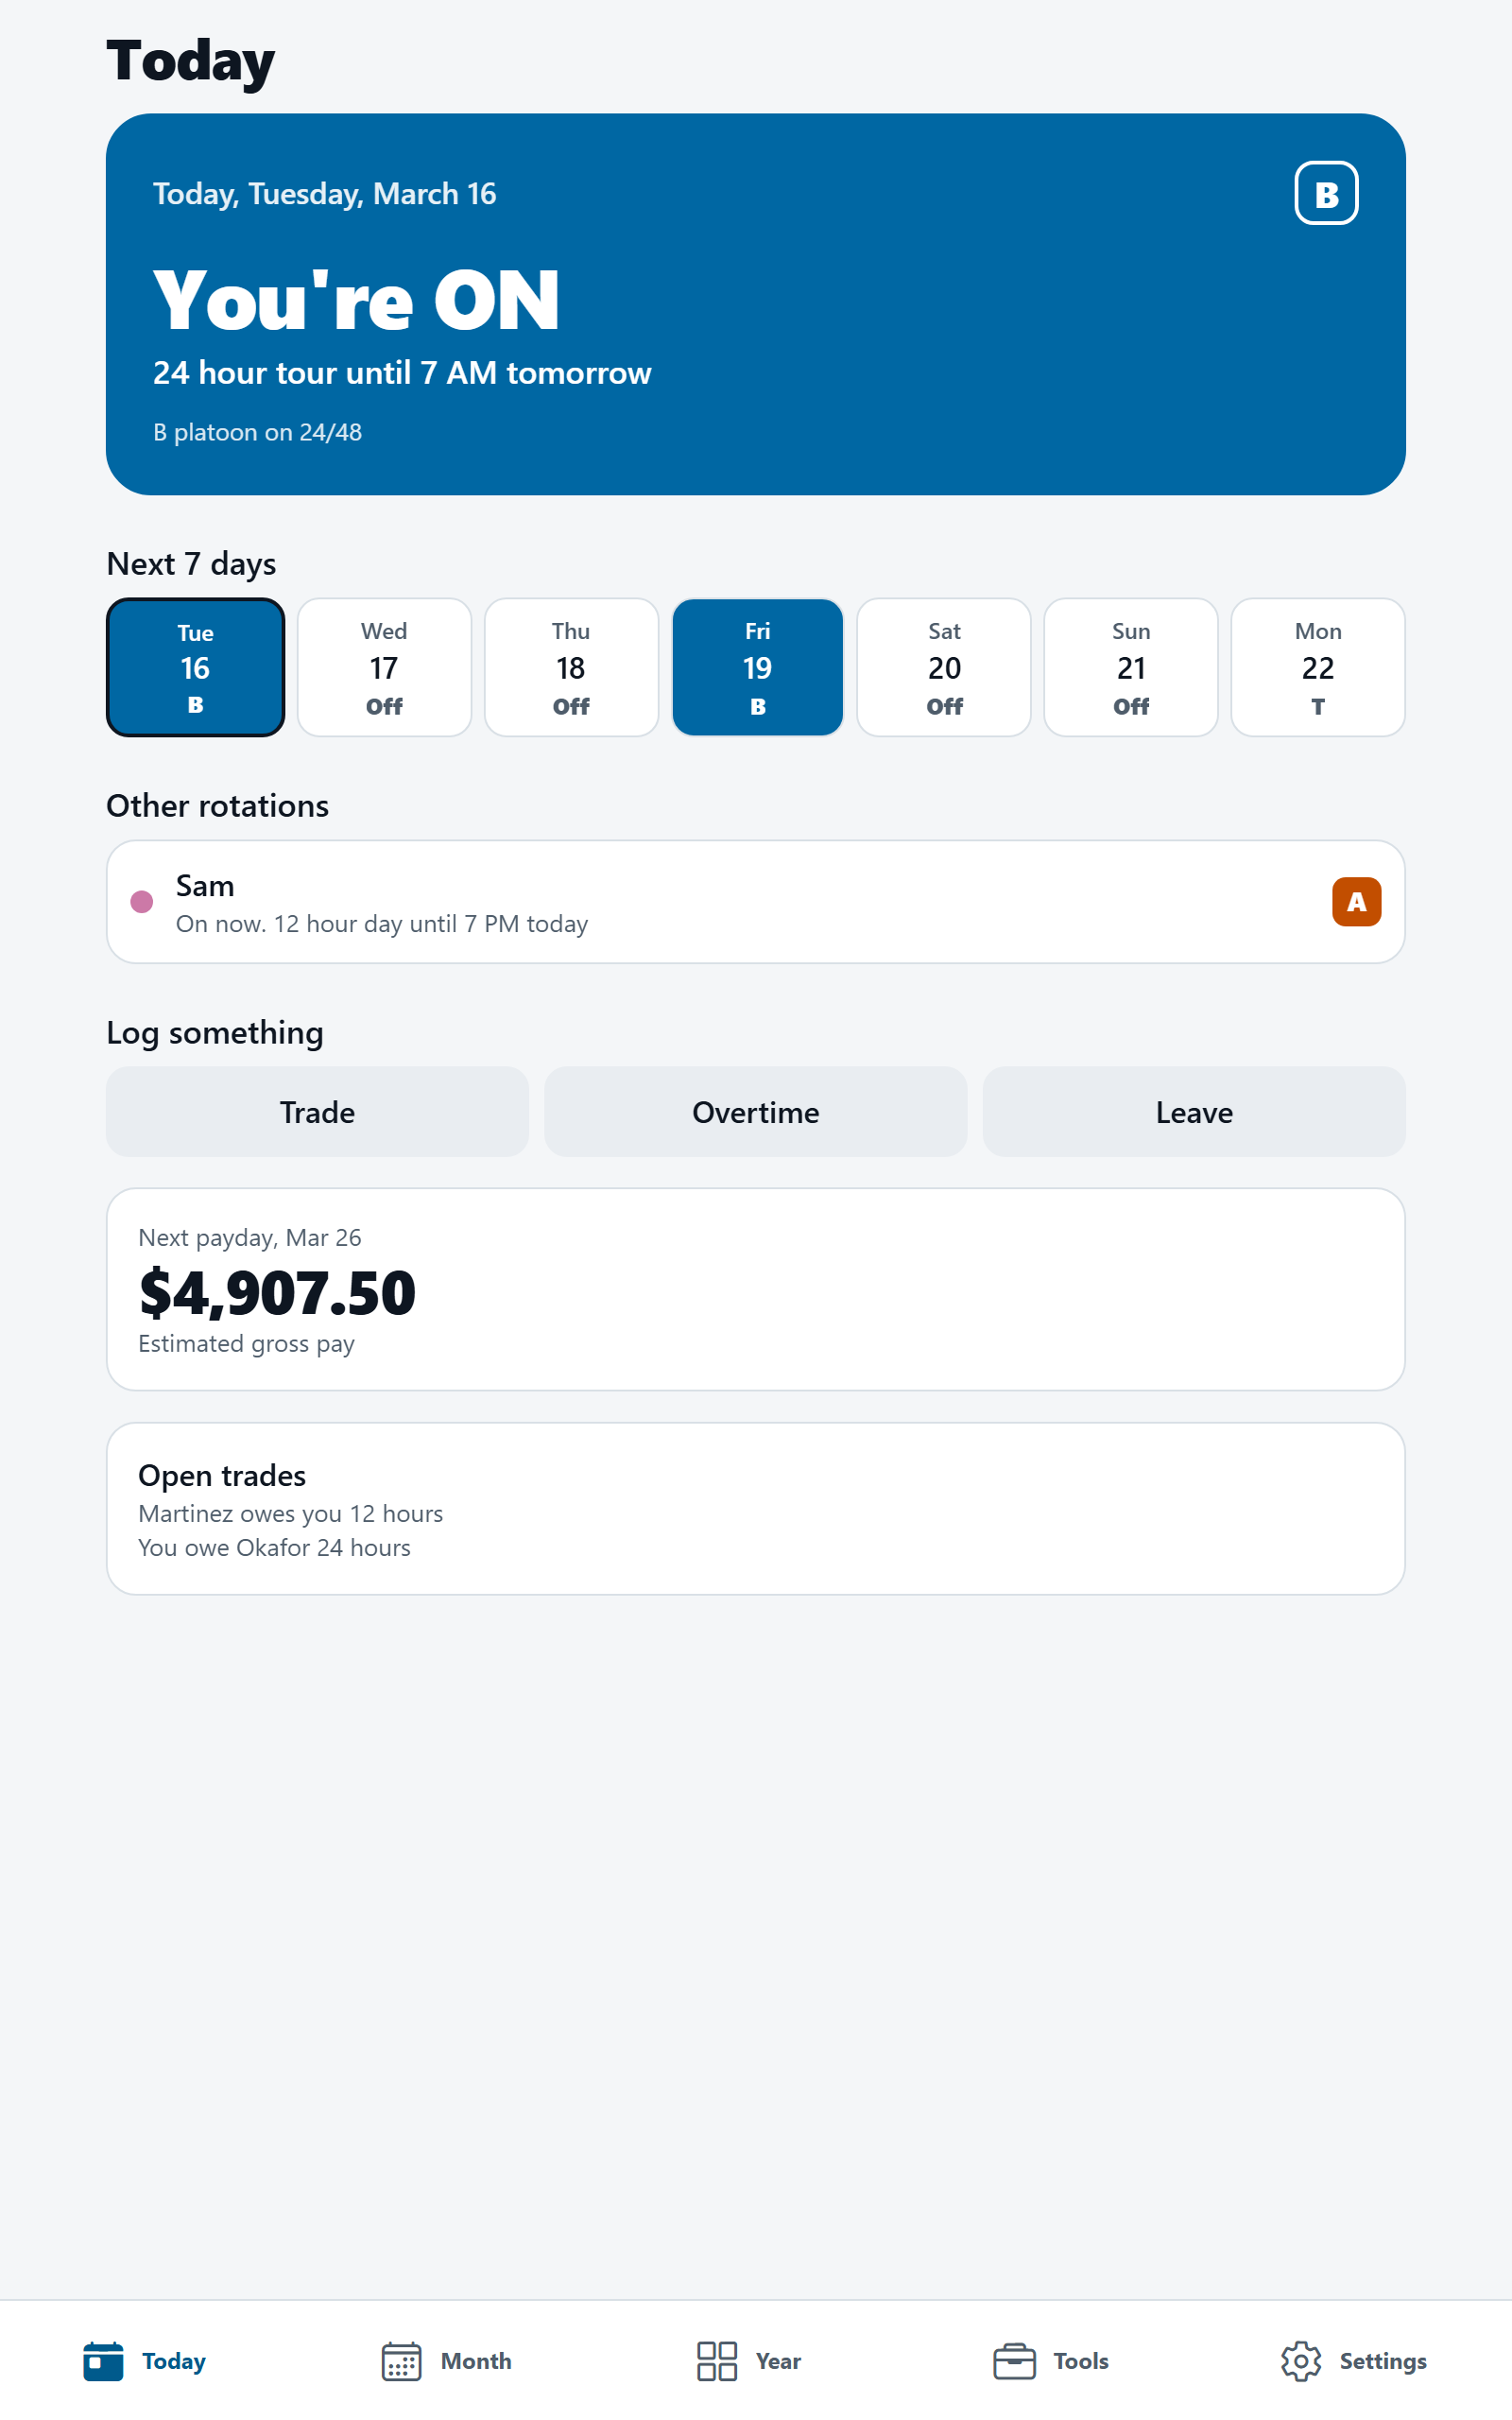 Today
Today, Tuesday, March 16
B
You're ON
24 hour tour until 7 AM tomorrow
B platoon on 24/48
Next 7 days
Tue Wed Thu Fri Sat Sun Mon
16 17 18 19 20 21 22
B Off Off B Off Off T
Other rotations
Sam
On now. 12 hour day until 7 PM today
A
Log something
Trade Overtime Leave
Next payday, Mar 26
$4,907.50
Estimated gross pay
Open trades
Martinez owes you 12 hours
You owe Okafor 24 hours
Today Month Year Tools Settings